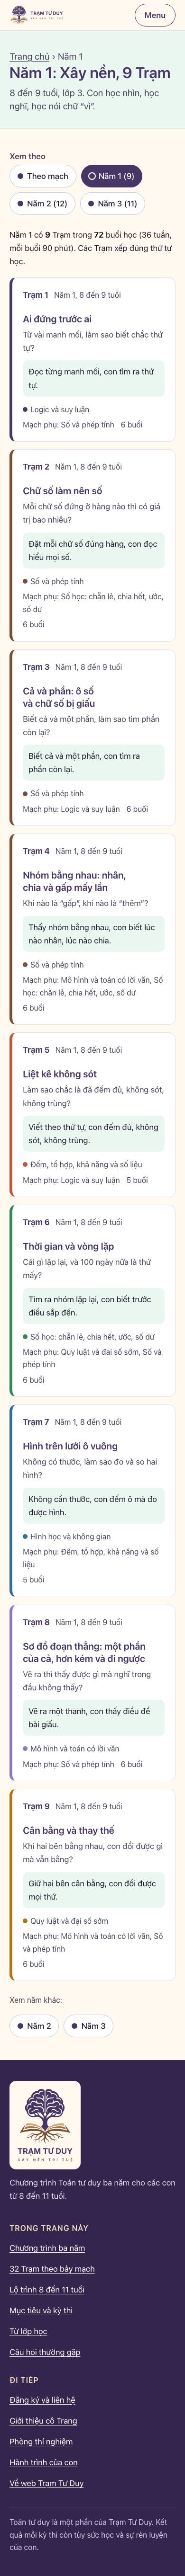 TRẠM TƯ DUY
XÂY NỀN TRÍ TUỆ
Menu
Trang chủ › Năm 1
Năm 1: Xây nền, 9 Trạm
8 đến 9 tuổi, lớp 3. Con học nhìn, học
nghĩ, học nói chữ “vì”.
Xem theo
Theo mạch
Năm 1 (9)
Năm 2 (12)
Năm 3 (11)
Năm 1 có 9 Trạm trong 72 buổi học (36 tuần,
mỗi buổi 90 phút). Các Trạm xếp đúng thứ tự
học.
Trạm 1 Năm 1, 8 đến 9 tuổi
Ai đứng trước ai
Từ vài manh mối, làm sao biết chắc thứ
tự?
Đọc từng manh mối, con tìm ra thứ
tự.
Logic và suy luận
Mạch phụ: Số và phép tính 6 buổi
Trạm 2 Năm 1, 8 đến 9 tuổi
Chữ số làm nên số
Mỗi chữ số đứng ở hàng nào thì có giá
trị bao nhiêu?
Đặt mỗi chữ số đúng hàng, con đọc
hiểu mọi số.
Số và phép tính
Mạch phụ: Số học: chẵn lẻ, chia hết, ước,
số dư
6 buổi
Trạm 3 Năm 1, 8 đến 9 tuổi
Cả và phần: ô số
và chữ số bị giấu
Biết cả và một phần, làm sao tìm phần
còn lại?
Biết cả và một phần, con tìm ra
phần còn lại.
Số và phép tính
Mạch phụ: Logic và suy luận 6 buổi
Trạm 4 Năm 1, 8 đến 9 tuổi
Nhóm bằng nhau: nhân,
chia và gấp mấy lần
Khi nào là “gấp”, khi nào là “thêm”?
Thấy nhóm bằng nhau, con biết lúc
nào nhân, lúc nào chia.
Số và phép tính
Mạch phụ: Mô hình và toán có lời văn, Số
học: chẵn lẻ, chia hết, ước, số dư
6 buổi
Trạm 5 Năm 1, 8 đến 9 tuổi
Liệt kê không sót
Làm sao chắc là đã đếm đủ, không sót,
không trùng?
Viết theo thứ tự, con đếm đủ, không
sót, không trùng.
Đếm, tổ hợp, khả năng và số liệu
Mạch phụ: Logic và suy luận 5 buổi
Trạm 6 Năm 1, 8 đến 9 tuổi
Thời gian và vòng lặp
Cái gì lặp lại, và 100 ngày nữa là thứ
mấy?
Tìm ra nhóm lặp lại, con biết trước
điều sắp đến.
Số học: chẵn lẻ, chia hết, ước, số dư
Mạch phụ: Quy luật và đại số sớm, Số và
phép tính
6 buổi
Trạm 7 Năm 1, 8 đến 9 tuổi
Hình trên lưới ô vuông
Không có thước, làm sao đo và so hai
hình?
Không cần thước, con đếm ô mà đo
được hình.
Hình học và không gian
Mạch phụ: Đếm, tổ hợp, khả năng và số
liệu
5 buổi
Trạm 8 Năm 1, 8 đến 9 tuổi
Sơ đồ đoạn thẳng: một phần
của cả, hơn kém và đi ngược
Vẽ ra thì thấy được gì mà nghĩ trong
đầu không thấy?
Vẽ ra một thanh, con thấy điều đề
bài giấu.
Mô hình và toán có lời văn
Mạch phụ: Số và phép tính 6 buổi
Trạm 9 Năm 1, 8 đến 9 tuổi
Cân bằng và thay thế
Khi hai bên bằng nhau, con đổi được gì
mà vẫn bằng?
Giữ hai bên cân bằng, con đổi được
mọi thứ.
Quy luật và đại số sớm
Mạch phụ: Mô hình và toán có lời văn, Số
và phép tính
6 buổi
Xem năm khác:
Năm 2
Năm 3
TRẠM TƯ DUY
XÂY NỀN TRÍ TUỆ
Chương trình Toán tư duy ba năm cho các con
từ 8 đến 11 tuổi.
TRONG TRANG NÀY
Chương trình ba năm
32 Trạm theo bảy mạch
Lộ trình 8 đến 11 tuổi
Mục tiêu và kỳ thi
Từ lớp học
Câu hỏi thường gặp
ĐI TIẾP
Đăng ký và liên hệ
Giới thiệu cô Trang
Phòng thí nghiệm
Hành trình của con
Về web Trạm Tư Duy
Toán tư duy là một phần của Trạm Tư Duy. Kết
quả mỗi kỳ thi còn tùy sức học và sự rèn luyện
của con.